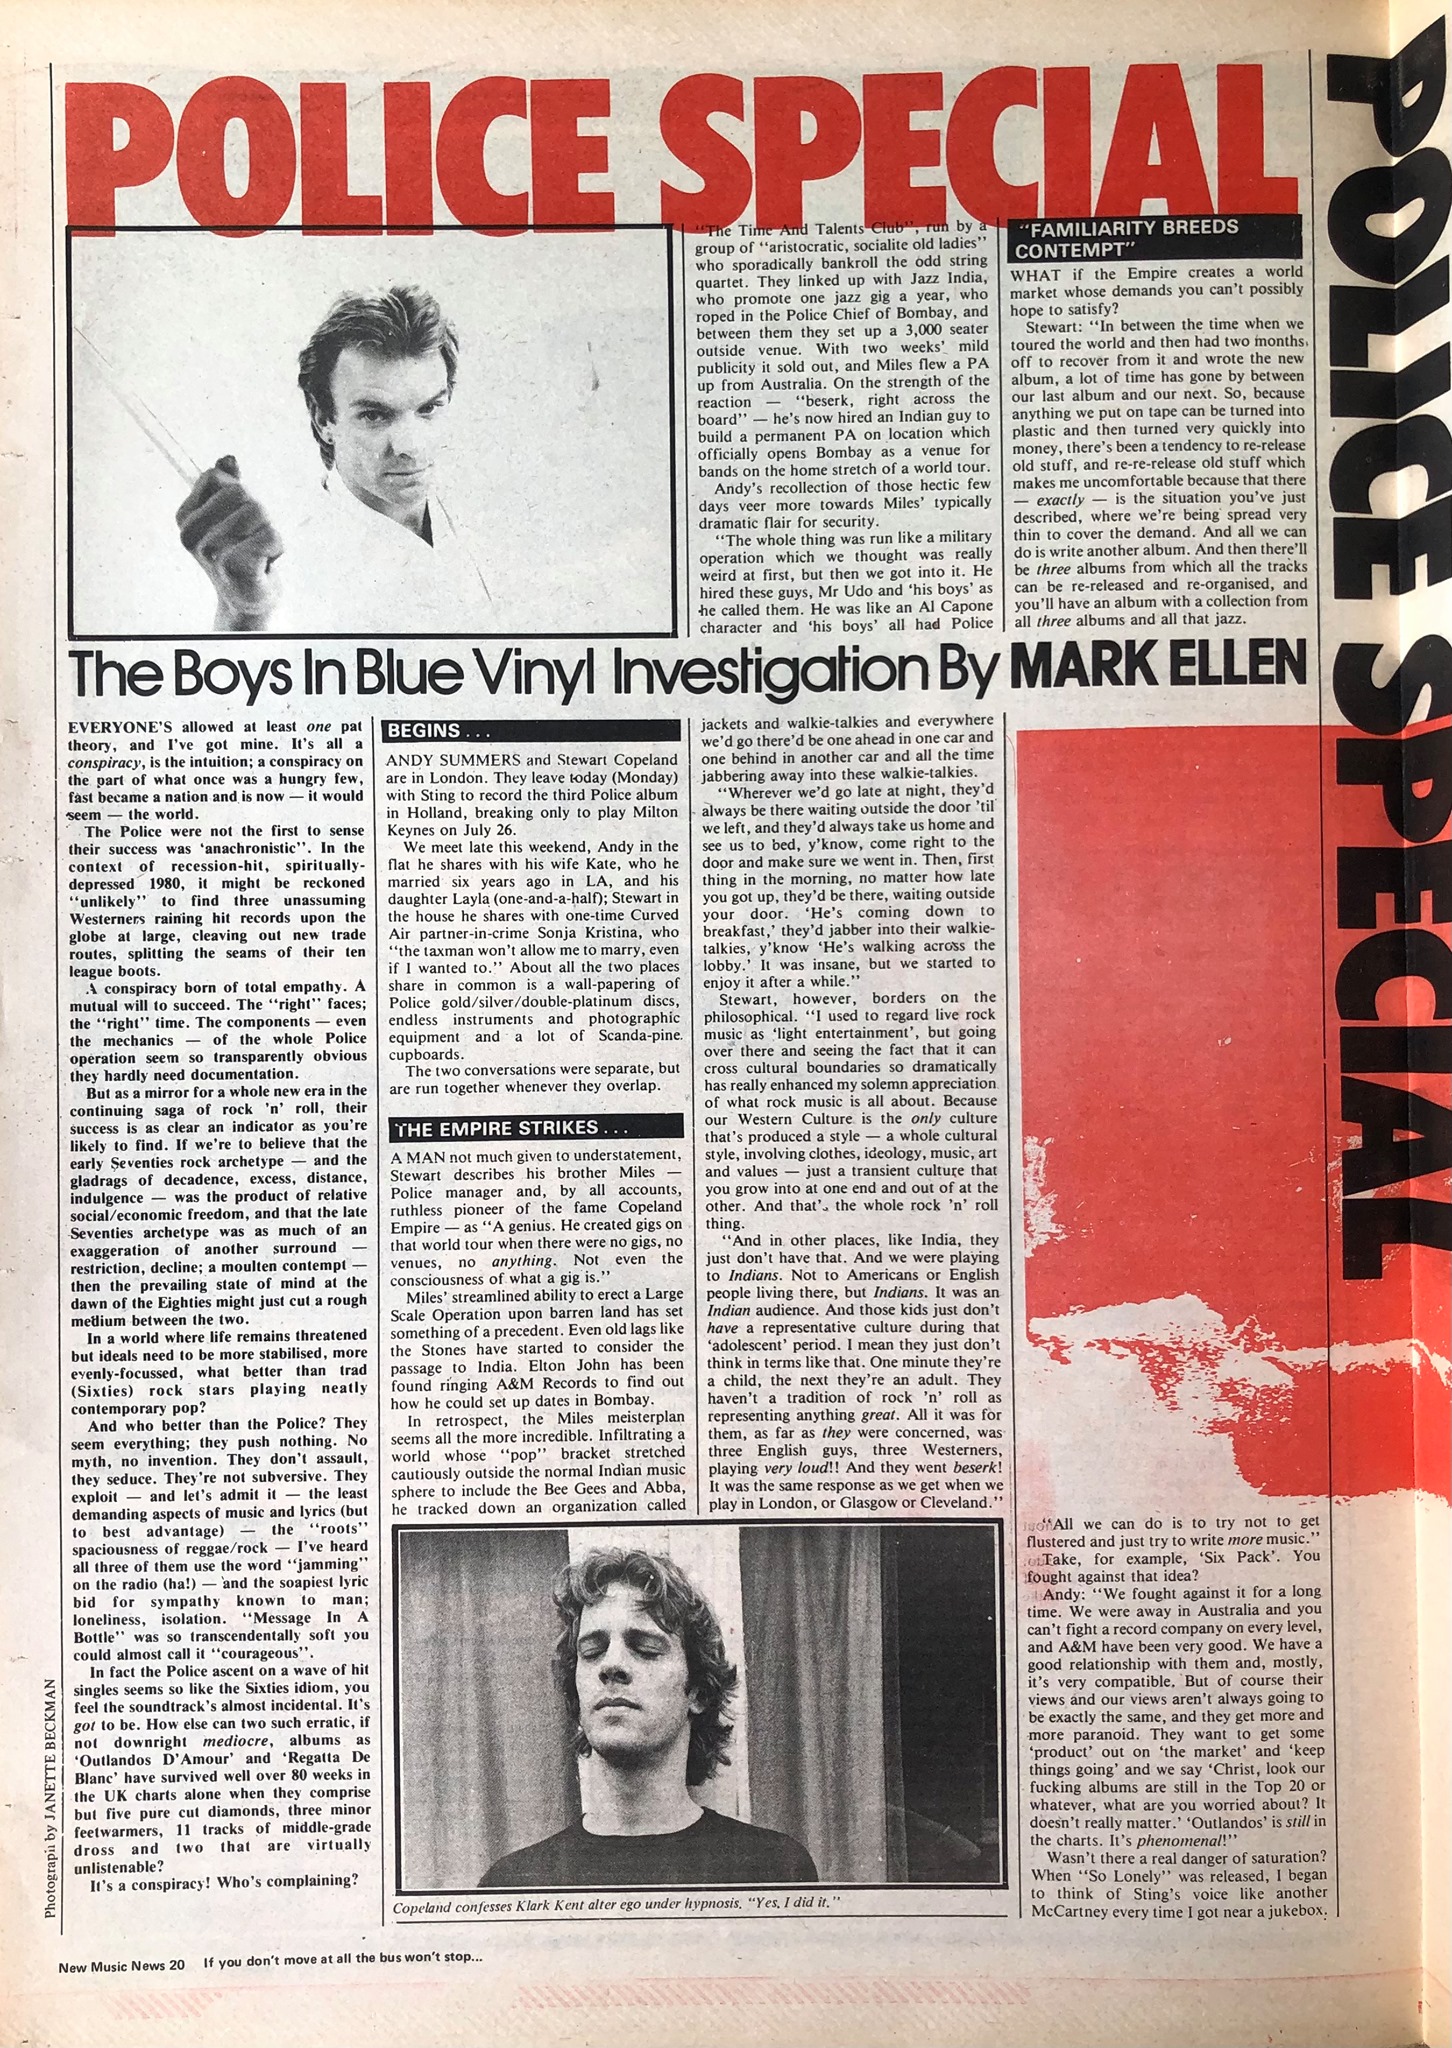 POLICE SPECIAL
The Boys In Blue Vinyl Investigation By MARK ELLEN
EVERYONE'S allowed at least one pat
theory, and I've got mine. It's all a
conspiracy, is the intuition; a conspiracy on
the part of what once was a hungry few,
fast became a nation and is now — it would
seem — the world.
The Police were not the first to sense
their success was 'anachronistic". In the
context of recession-hit, spiritually-
depressed 1980, it might be reckoned
"unlikely" to find three unassuming
Westerners raining hit records upon the
globe at large, cleaving out new trade
routes, splitting the seams of their ten
league boots.
A conspiracy born of total empathy. A
mutual will to succeed. The "right" faces;
the "right" time. The components — even
the mechanics — of the whole Police
operation seem so transparently obvious
they hardly need documentation.
But as a mirror for a whole new era in the
continuing saga of rock 'n' roll, their
success is as clear an indicator as you're
likely to find. If we're to believe that the
early Seventies rock archetype — and the
gladrags of decadence, excess, distance,
indulgence — was the product of relative
social/economic freedom, and that the late
Seventies archetype was as much of an
exaggeration of another surround —
restriction, decline; a moulten contempt —
then the prevailing state of mind at the
dawn of the Eighties might just cut a rough
medium between the two.
In a world where life remains threatened
but ideals need to be more stabilised, more
evenly-focussed, what better than trad
(Sixties) rock stars playing neatly
contemporary pop?
And who better than the Police? They
seem everything; they push nothing. No
myth, no invention. They don't assault,
they seduce. They're not subversive. They
exploit — and let's admit it — the least
demanding aspects of music and lyrics (but
to best advantage) — the "roots"
spaciousness of reggae/rock — I've heard
all three of them use the word "jamming"
on the radio (ha!) — and the soapiest lyric
bid for sympathy known to man;
loneliness, isolation. "Message In A
Bottle" was so transcendentally soft you
could almost call it "courageous".
In fact the Police ascent on a wave of hit
singles seems so like the Sixties idiom, you
feel the soundtrack's almost incidental. It's
got to be. How else can two such erratic, if
not downright mediocre, albums as
'Outlandos D'Amour' and 'Regatta De
Blanc' have survived well over 80 weeks in
the UK charts alone when they comprise
but five pure cut diamonds, three minor
feetwarmers, 11 tracks of middle-grade
dross and two that are virtually
unlistenable?
It's a conspiracy! Who's complaining?
BEGINS . . .
ANDY SUMMERS and Stewart Copeland
are in London. They leave today (Monday)
with Sting to record the third Police album
in Holland, breaking only to play Milton
Keynes on July 26.
We meet late this weekend, Andy in the
flat he shares with his wife Kate, who he
married six years ago in LA, and his
daughter Layla (one-and-a-half); Stewart in
the house he shares with one-time Curved
Air partner-in-crime Sonja Kristina, who
"the taxman won't allow me to marry, even
if I wanted to." About all the two places
share in common is a wall-papering of
Police gold/silver/double-platinum discs,
endless instruments and photographic
equipment and a lot of Scanda-pine
cupboards.
The two conversations were separate, but
are run together whenever they overlap.
THE EMPIRE STRIKES . . .
A MAN not much given to understatement,
Stewart describes his brother Miles —
Police manager and, by all accounts,
ruthless pioneer of the fame Copeland
Empire — as "A genius. He created gigs on
that world tour when there were no gigs, no
venues, no anything. Not even the
consciousness of what a gig is."
Miles' streamlined ability to erect a Large
Scale Operation upon barren land has set
something of a precedent. Even old lags like
the Stones have started to consider the
passage to India. Elton John has been
found ringing A&M Records to find out
how he could set up dates in Bombay.
In retrospect, the Miles meisterplan
seems all the more incredible. Infiltrating a
world whose "pop" bracket stretched
cautiously outside the normal Indian music
sphere to include the Bee Gees and Abba,
he tracked down an organization called
"The Time And Talents Club", run by a
group of "aristocratic, socialite old ladies"
who sporadically bankroll the odd string
quartet. They linked up with Jazz India,
who promote one jazz gig a year, who
roped in the Police Chief of Bombay, and
between them they set up a 3,000 seater
outside venue. With two weeks' mild
publicity it sold out, and Miles flew a PA
up from Australia. On the strength of the
reaction — "beserk, right across the
board" — he's now hired an Indian guy to
build a permanent PA on location which
officially opens Bombay as a venue for
bands on the home stretch of a world tour.
Andy's recollection of those hectic few
days veer more towards Miles' typically
dramatic flair for security.
"The whole thing was run like a military
operation which we thought was really
weird at first, but then we got into it. He
hired these guys, Mr Udo and 'his boys' as
he called them. He was like an Al Capone
character and 'his boys' all had Police
jackets and walkie-talkies and everywhere
we'd go there'd be one ahead in one car and
one behind in another car and all the time
jabbering away into these walkie-talkies.
"Wherever we'd go late at night, they'd
always be there waiting outside the door 'til
we left, and they'd always take us home and
see us to bed, y'know, come right to the
door and make sure we went in. Then, first
thing in the morning, no matter how late
you got up, they'd be there, waiting outside
your door. 'He's coming down to
breakfast,' they'd jabber into their walkie-
talkies, y'know 'He's walking across the
lobby.' It was insane, but we started to
enjoy it after a while."
Stewart, however, borders on the
philosophical. "I used to regard live rock
music as 'light entertainment', but going
over there and seeing the fact that it can
cross cultural boundaries so dramatically
has really enhanced my solemn appreciation
of what rock music is all about. Because
our Western Culture is the only culture
that's produced a style — a whole cultural
style, involving clothes, ideology, music, art
and values — just a transient culture that
you grow into at one end and out of at the
other. And that's the whole rock 'n' roll
thing.
"And in other places, like India, they
just don't have that. And we were playing
to Indians. Not to Americans or English
people living there, but Indians. It was an
Indian audience. And those kids just don't
have a representative culture during that
'adolescent' period. I mean they just don't
think in terms like that. One minute they're
a child, the next they're an adult. They
haven't a tradition of rock 'n' roll as
representing anything great. All it was for
them, as far as they were concerned, was
three English guys, three Westerners,
playing very loud!! And they went beserk!
It was the same response as we get when we
play in London, or Glasgow or Cleveland."
"FAMILIARITY BREEDS
CONTEMPT"
WHAT if the Empire creates a world
market whose demands you can't possibly
hope to satisfy?
Stewart: "In between the time when we
toured the world and then had two months
off to recover from it and wrote the new
album, a lot of time has gone by between
our last album and our next. So, because
anything we put on tape can be turned into
plastic and then turned very quickly into
money, there's been a tendency to re-release
old stuff, and re-re-release old stuff which
makes me uncomfortable because that there
— exactly — is the situation you've just
described, where we're being spread very
thin to cover the demand. And all we can
do is write another album. And then there'll
be three albums from which all the tracks
can be re-released and re-organised, and
you'll have an album with a collection from
all three albums and all that jazz.
"All we can do is to try not to get
flustered and just try to write more music."
Take, for example, 'Six Pack'. You
fought against that idea?
Andy: "We fought against it for a long
time. We were away in Australia and you
can't fight a record company on every level,
and A&M have been very good. We have a
good relationship with them and, mostly,
it's very compatible. But of course their
views and our views aren't always going to
be exactly the same, and they get more and
more paranoid. They want to get some
'product' out on 'the market' and 'keep
things going' and we say 'Christ, look our
fucking albums are still in the Top 20 or
whatever, what are you worried about? It
doesn't really matter.' 'Outlandos' is still in
the charts. It's phenomenal!"
Wasn't there a real danger of saturation?
When "So Lonely" was released, I began
to think of Sting's voice like another
McCartney every time I got near a jukebox.
Copeland confesses Klark Kent alter ego under hypnosis. "Yes, I did it."
Photograph by JANETTE BECKMAN
New Music News 20 If you don't move at all the bus won't stop...
POLICE SPECIAL